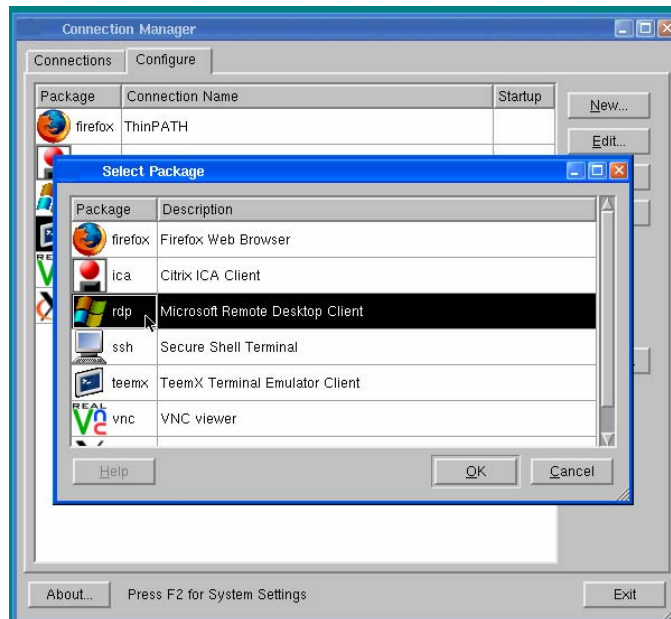 Connection Manager
Connections Configure
Package Connection Name Startup
firefox ThinPATH
New...
Edit...
Select Package
Package Description
firefox Firefox Web Browser
ica Citrix ICA Client
rdp Microsoft Remote Desktop Client
ssh Secure Shell Terminal
teemx TeemX Terminal Emulator Client
REAL
VNC vnc VNC viewer
Help OK Cancel
About... Press F2 for System Settings Exit